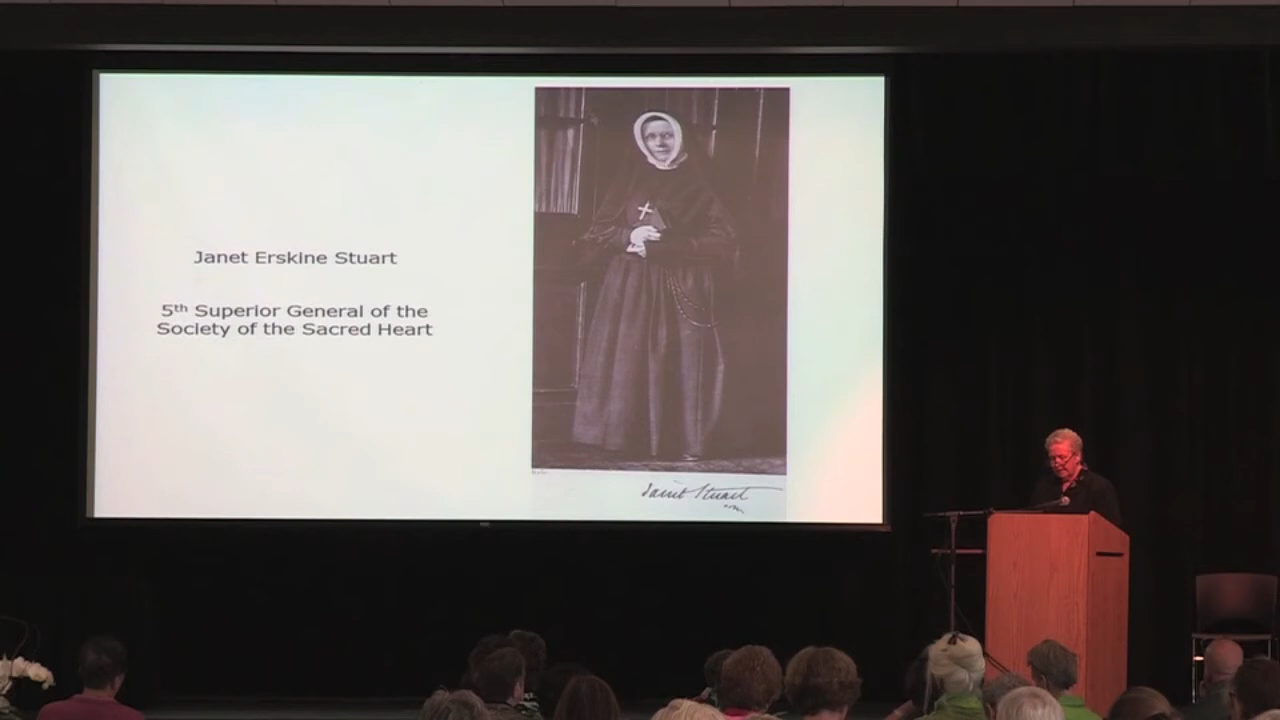 Janet Erskine Stuart
5th Superior General of the
Society of the Sacred Heart
Janet Stuart